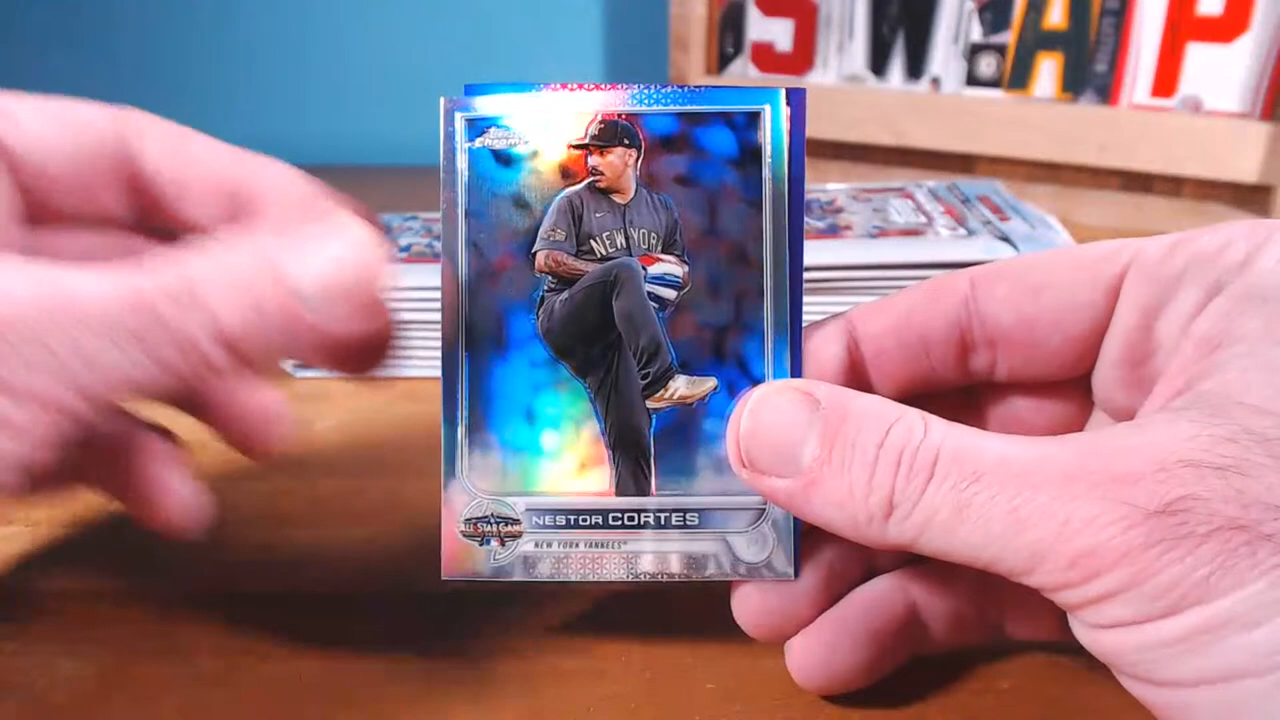 SWAP
Topps
Chrome
NEW YORK
ALL-STAR GAME
NESTOR CORTES
NEW YORK YANKEES®